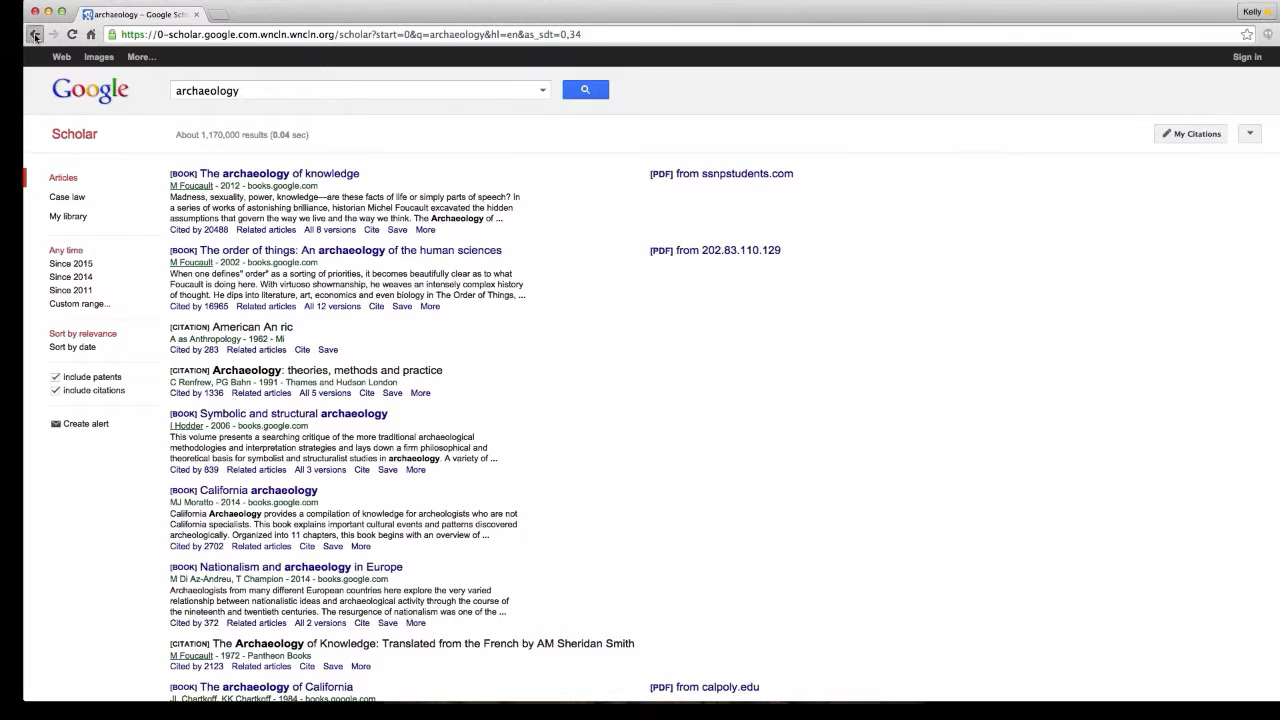 archaeology - Google Sch
Kelly
https://0-scholar.google.com.wncln.wncln.org/scholar?start=0&q=archaeology&hl=en&as_sdt=0,34
Web Images More... Sign in
Google archaeology
Scholar About 1,170,000 results (0.04 sec) My Citations
Articles
Case law
My library
Any time
Since 2015
Since 2014
Since 2011
Custom range...
Sort by relevance
Sort by date
include patents
include citations
Create alert
[BOOK] The archaeology of knowledge
M Foucault - 2012 - books.google.com
Madness, sexuality, power, knowledge—are these facts of life or simply parts of speech? In
a series of works of astonishing brilliance, historian Michel Foucault excavated the hidden
assumptions that govern the way we live and the way we think. The Archaeology of ...
Cited by 20488 Related articles All 8 versions Cite Save More
[PDF] from ssnpstudents.com
[BOOK] The order of things: An archaeology of the human sciences
M Foucault - 2002 - books.google.com
When one defines" order" as a sorting of priorities, it becomes beautifully clear as to what
Foucault is doing here. With virtuoso showmanship, he weaves an intensely complex history
of thought. He dips into literature, art, economics and even biology in The Order of Things, ...
Cited by 16965 Related articles All 12 versions Cite Save More
[PDF] from 202.83.110.129
[CITATION] American An ric
A as Anthropology - 1962 - Mi
Cited by 283 Related articles Cite Save
[CITATION] Archaeology: theories, methods and practice
C Renfrew, PG Bahn - 1991 - Thames and Hudson London
Cited by 1336 Related articles All 5 versions Cite Save More
[BOOK] Symbolic and structural archaeology
I Hodder - 2006 - books.google.com
This volume presents a searching critique of the more traditional archaeological
methodologies and interpretation strategies and lays down a firm philosophical and
theoretical basis for symbolist and structuralist studies in archaeology. A variety of ...
Cited by 839 Related articles All 3 versions Cite Save More
[BOOK] California archaeology
MJ Moratto - 2014 - books.google.com
California Archaeology provides a compilation of knowledge for archeologists who are not
California specialists. This book explains important cultural events and patterns discovered
archeologically. Organized into 11 chapters, this book begins with an overview of ...
Cited by 2702 Related articles Cite Save More
[BOOK] Nationalism and archaeology in Europe
M Di Az-Andreu, T Champion - 2014 - books.google.com
Archaeologists from many different European countries here explore the very varied
relationship between nationalistic ideas and archaeological activity through the course of
the nineteenth and twentieth centuries. The resurgence of nationalism was one of the ...
Cited by 372 Related articles All 2 versions Cite Save More
[CITATION] The Archaeology of Knowledge: Translated from the French by AM Sheridan Smith
M Foucault - 1972 - Pantheon Books
Cited by 2123 Related articles Cite Save More
[BOOK] The archaeology of California
JL Chartkoff, KK Chartkoff - 1984 - books.google.com
[PDF] from calpoly.edu